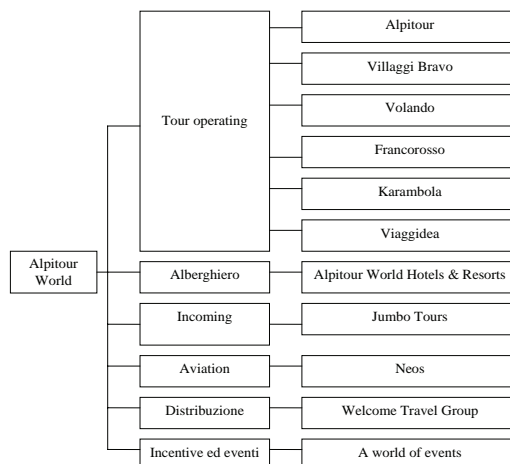 Alpitour
Villaggi Bravo
Tour operating
Volando
Francorosso
Karambola
Viaggidea
Alpitour
World
Alberghiero
Alpitour World Hotels & Resorts
Incoming
Jumbo Tours
Aviation
Neos
Distribuzione
Welcome Travel Group
Incentive ed eventi
A world of events